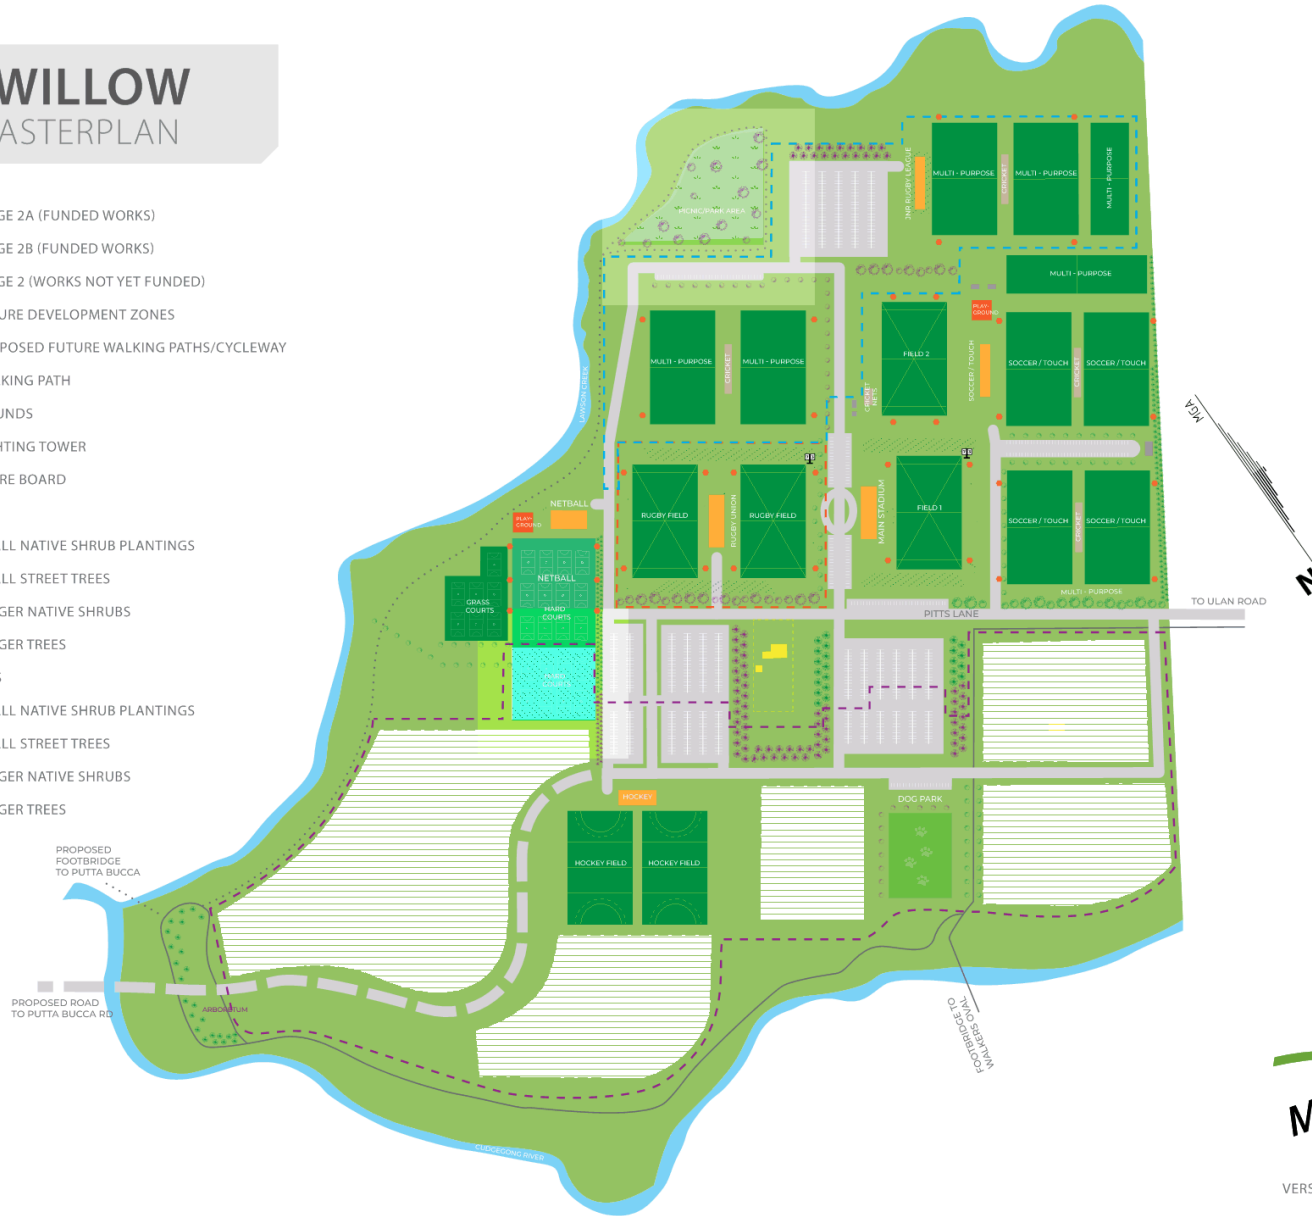 WILLOW
ASTERPLAN
GE 2A (FUNDED WORKS)
GE 2B (FUNDED WORKS)
GE 2 (WORKS NOT YET FUNDED)
URE DEVELOPMENT ZONES
POSED FUTURE WALKING PATHS/CYCLEWAY
KING PATH
UNDS
HTING TOWER
RE BOARD
LL NATIVE SHRUB PLANTINGS
LL STREET TREES
GER NATIVE SHRUBS
GER TREES
S
LL NATIVE SHRUB PLANTINGS
LL STREET TREES
GER NATIVE SHRUBS
GER TREES
PICNIC/PARK AREA
JNR RUGBY LEAGUE
MULTI - PURPOSE
CRICKET
MULTI - PURPOSE
MULTI - PURPOSE
MULTI - PURPOSE
PLAY-
GROUND
FIELD 2
SOCCER / TOUCH
SOCCER / TOUCH
CRICKET
SOCCER / TOUCH
MULTI - PURPOSE
CRICKET
MULTI - PURPOSE
CRICKET
NETS
LAWSON CREEK
MGA
NETBALL
PLAY-
GROUND
RUGBY FIELD
RUGBY UNION
RUGBY FIELD
MAIN STADIUM
FIELD 1
SOCCER / TOUCH
CRICKET
SOCCER / TOUCH
MULTI - PURPOSE
NETBALL
HARD
COURTS
GRASS
COURTS
PITTS LANE
TO ULAN ROAD
N
HOCKEY
DOG PARK
HOCKEY FIELD
HOCKEY FIELD
PROPOSED
FOOTBRIDGE
TO PUTTA BUCCA
PROPOSED ROAD
TO PUTTA BUCCA RD
ARBORETUM
FOOTBRIDGE TO
WALKERS OVAL
CUDGEGONG RIVER
M
VERS